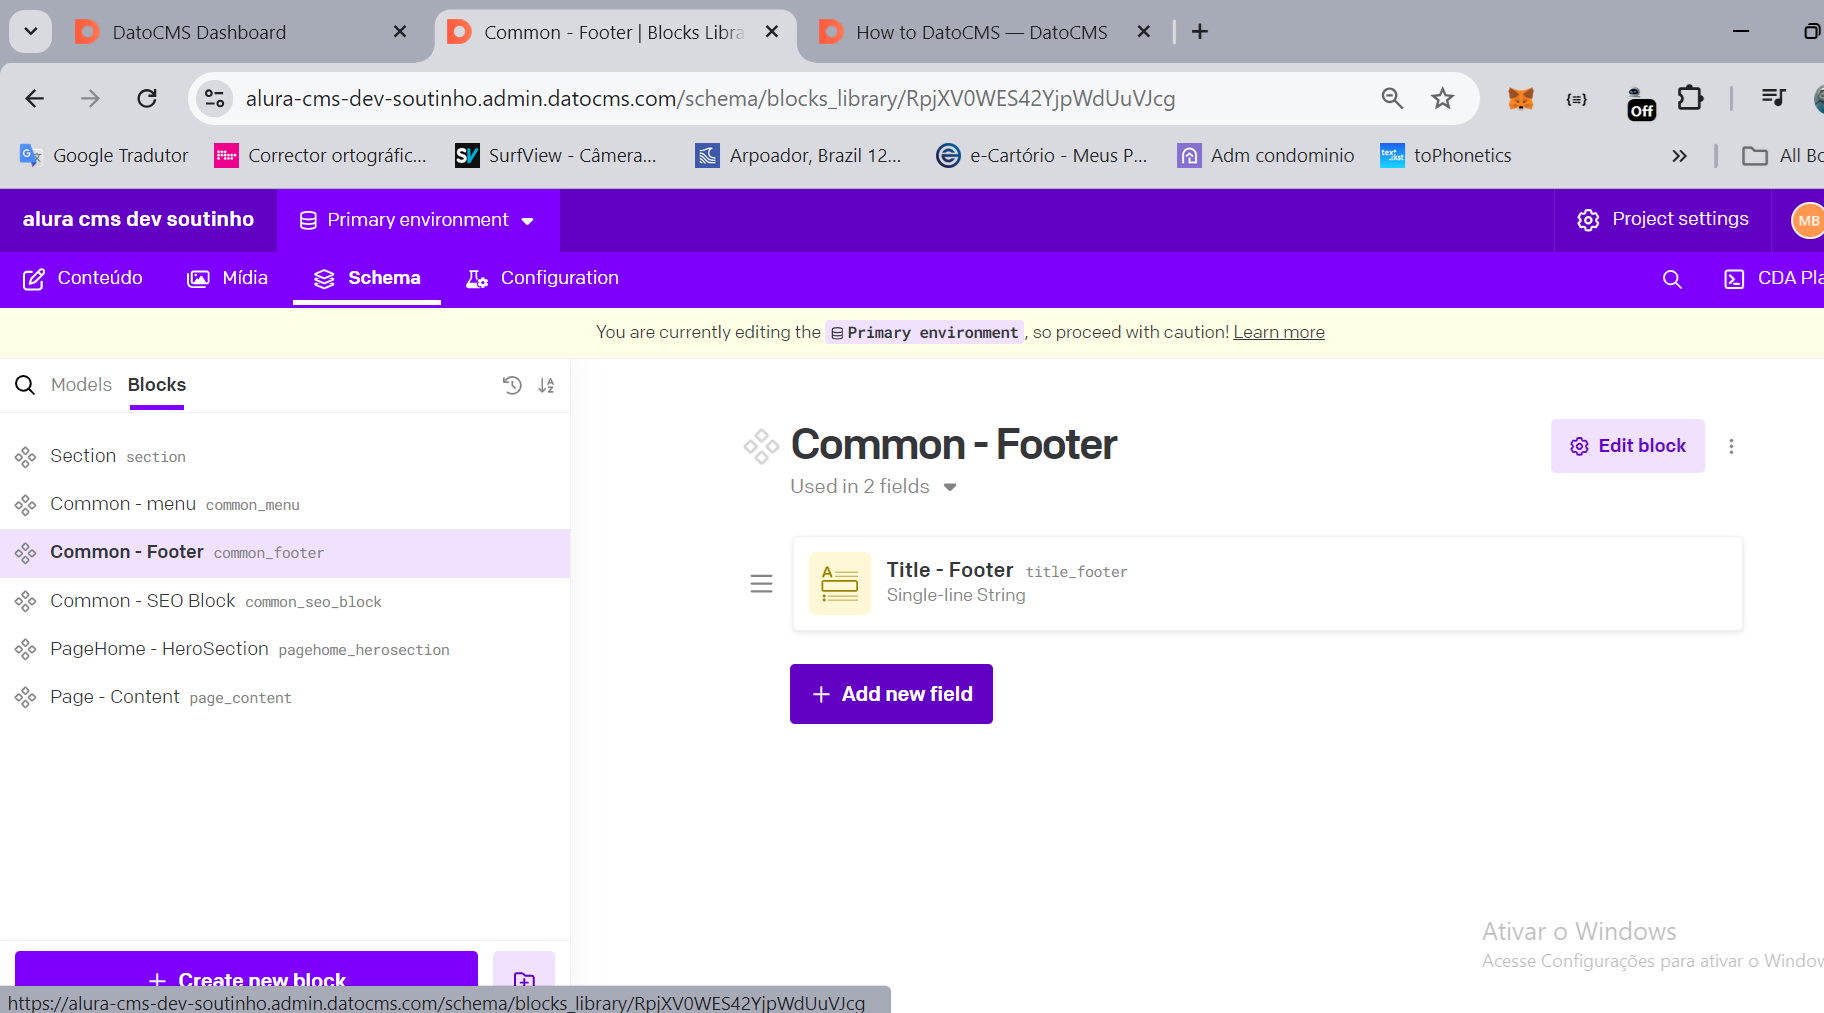 DatoCMS Dashboard
Common - Footer | Blocks Libra
How to DatoCMS — DatoCMS
alura-cms-dev-soutinho.admin.datocms.com/schema/blocks_library/RpjXV0WES42YjpWdUuVJcg
Off
Google Tradutor
Corrector ortográfic...
SurfView - Câmera...
Arpoador, Brazil 12...
e-Cartório - Meus P...
Adm condominio
toPhonetics
All Bo
alura cms dev soutinho
Primary environment
Project settings
MB
Conteúdo
Mídia
Schema
Configuration
CDA Pla
You are currently editing the Primary environment, so proceed with caution! Learn more
Models
Blocks
Section section
Common - menu common_menu
Common - Footer common_footer
Common - SEO Block common_seo_block
PageHome - HeroSection pagehome_herosection
Page - Content page_content
Create new block
Common - Footer
Used in 2 fields
Edit block
Title - Footer title_footer
Single-line String
Add new field
Ativar o Windows
Acesse Configurações para ativar o Window
https://alura-cms-dev-soutinho.admin.datocms.com/schema/blocks_library/RpjXV0WES42YjpWdUuVJcg